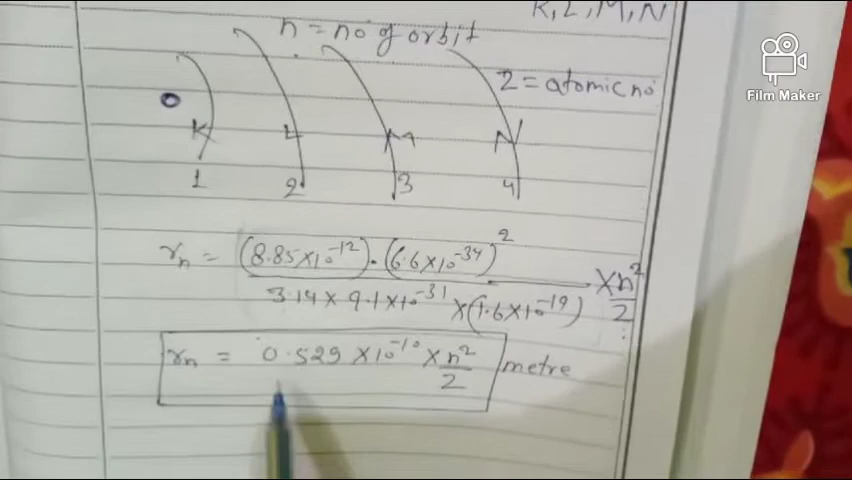 K, L, M, N
n = no of orbit
2 = atomic no
Film Maker
K L M N
1 2 3 4
rn = (8.85×10⁻¹²)·(6.6×10⁻³⁴)² / 3.14 × 9.1×10⁻³¹ × (1.6×10⁻¹⁹) × n²/2
rn = 0.529 ×10⁻¹⁰ × n²/2 metre